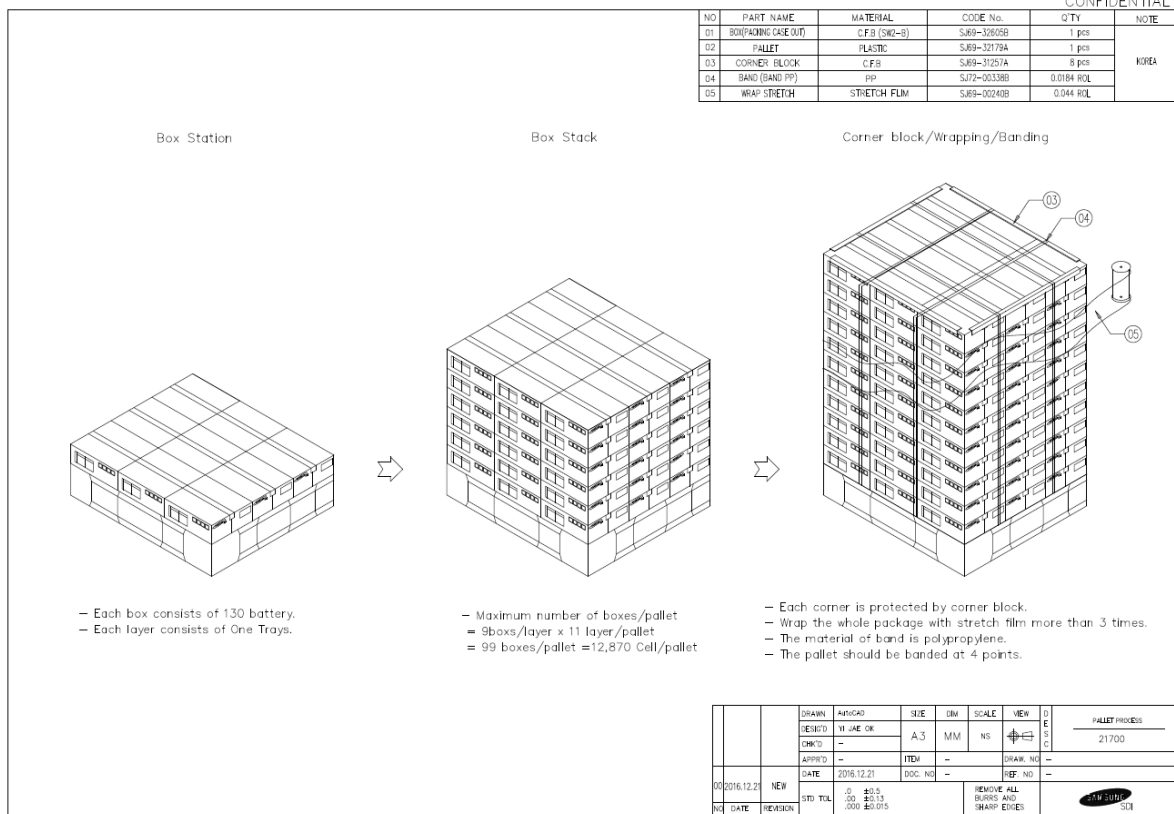 CONFIDENTIAL
NO PART NAME MATERIAL CODE No. Q'TY NOTE
01 BOX(PACKING CASE OUT) C.F.B (SW2-B) SJ69-32605B 1 pcs
02 PALLET PLASTIC SJ69-32179A 1 pcs
03 CORNER BLOCK C.F.B SJ69-31257A 8 pcs
KOREA
04 BAND (BAND PP) PP SJ72-00338B 0.0184 ROL
05 WRAP STRETCH STRETCH FLIM SJ69-00240B 0.044 ROL
Box Station
Box Stack
Corner block/Wrapping/Banding
03
04
05
- Each box consists of 130 battery.
- Each layer consists of One Trays.
- Maximum number of boxes/pallet
= 9boxs/layer x 11 layer/pallet
= 99 boxes/pallet =12,870 Cell/pallet
- Each corner is protected by corner block.
- Wrap the whole package with stretch film more than 3 times.
- The material of band is polypropylene.
- The pallet should be banded at 4 points.
DRAWN AutoCAD SIZE DIM SCALE VIEW DESC PALLET PROCESS
DESIG'D YI JAE OK A3 MM NS 21700
CHK'D -
APPR'D - ITEM - DRAW. NO -
DATE 2016.12.21 DOC. NO - REF. NO -
00 2016.12.21 NEW
STD TOL .0 ±0.5
.00 ±0.13
.000 ±0.015
REMOVE ALL
BURRS AND
SHARP EDGES
SAMSUNG SDI
NO DATE REVISION